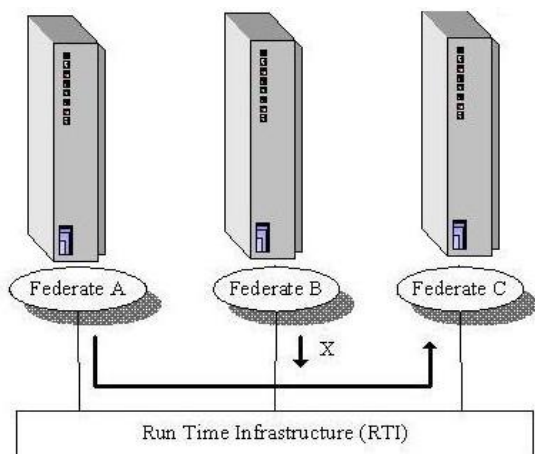 Federate A
Federate B
Federate C
X
Run Time Infrastructure (RTI)